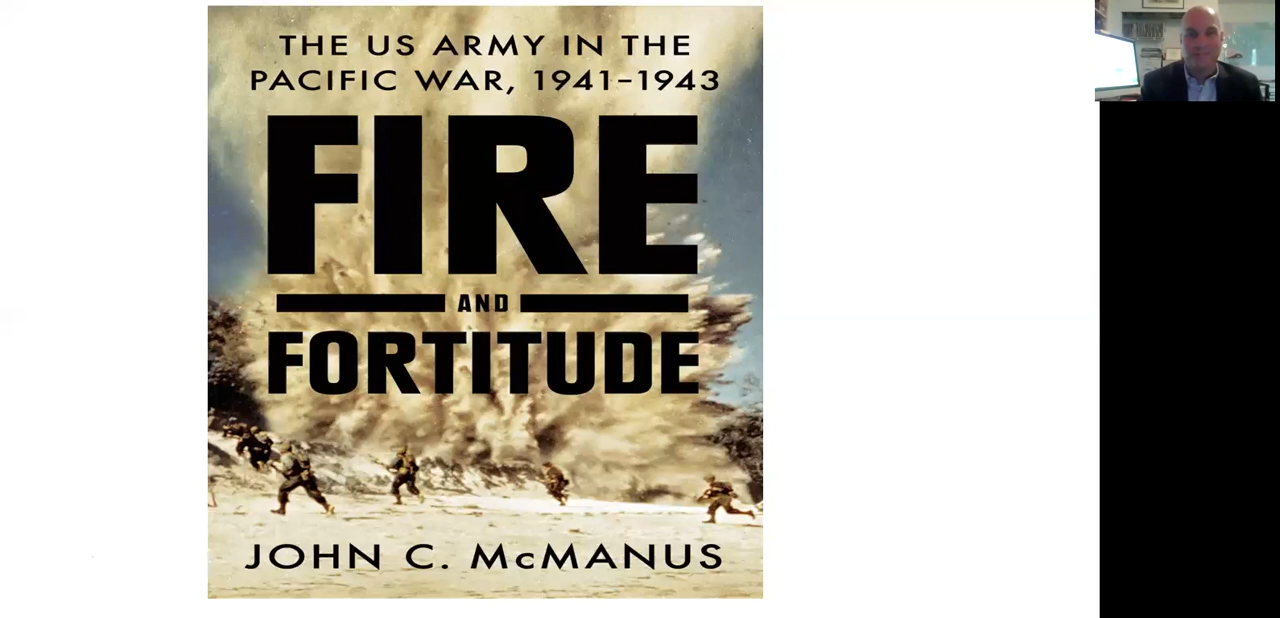 THE US ARMY IN THE
PACIFIC WAR, 1941–1943
FIRE
AND
FORTITUDE
JOHN C. McMANUS